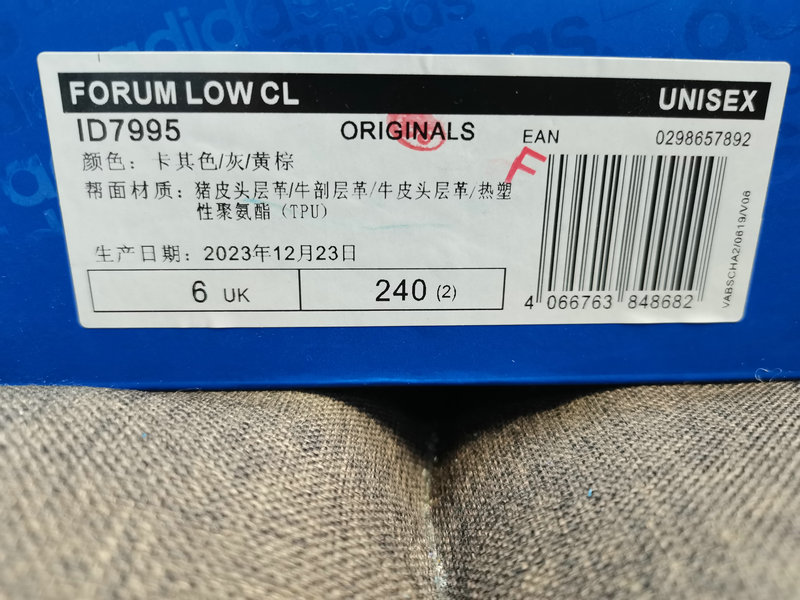 adidas
FORUM LOW CL
UNISEX
ID7995
ORIGINALS
EAN
0298657892
F
颜色：卡其色/灰/黄棕
帮面材质：猪皮头层革/牛剖层革/牛皮头层革/热塑
性聚氨酯（TPU）
生产日期：2023年12月23日
6 UK
240 (2)
4 066763 848682
VABSCHA2/0619/V06